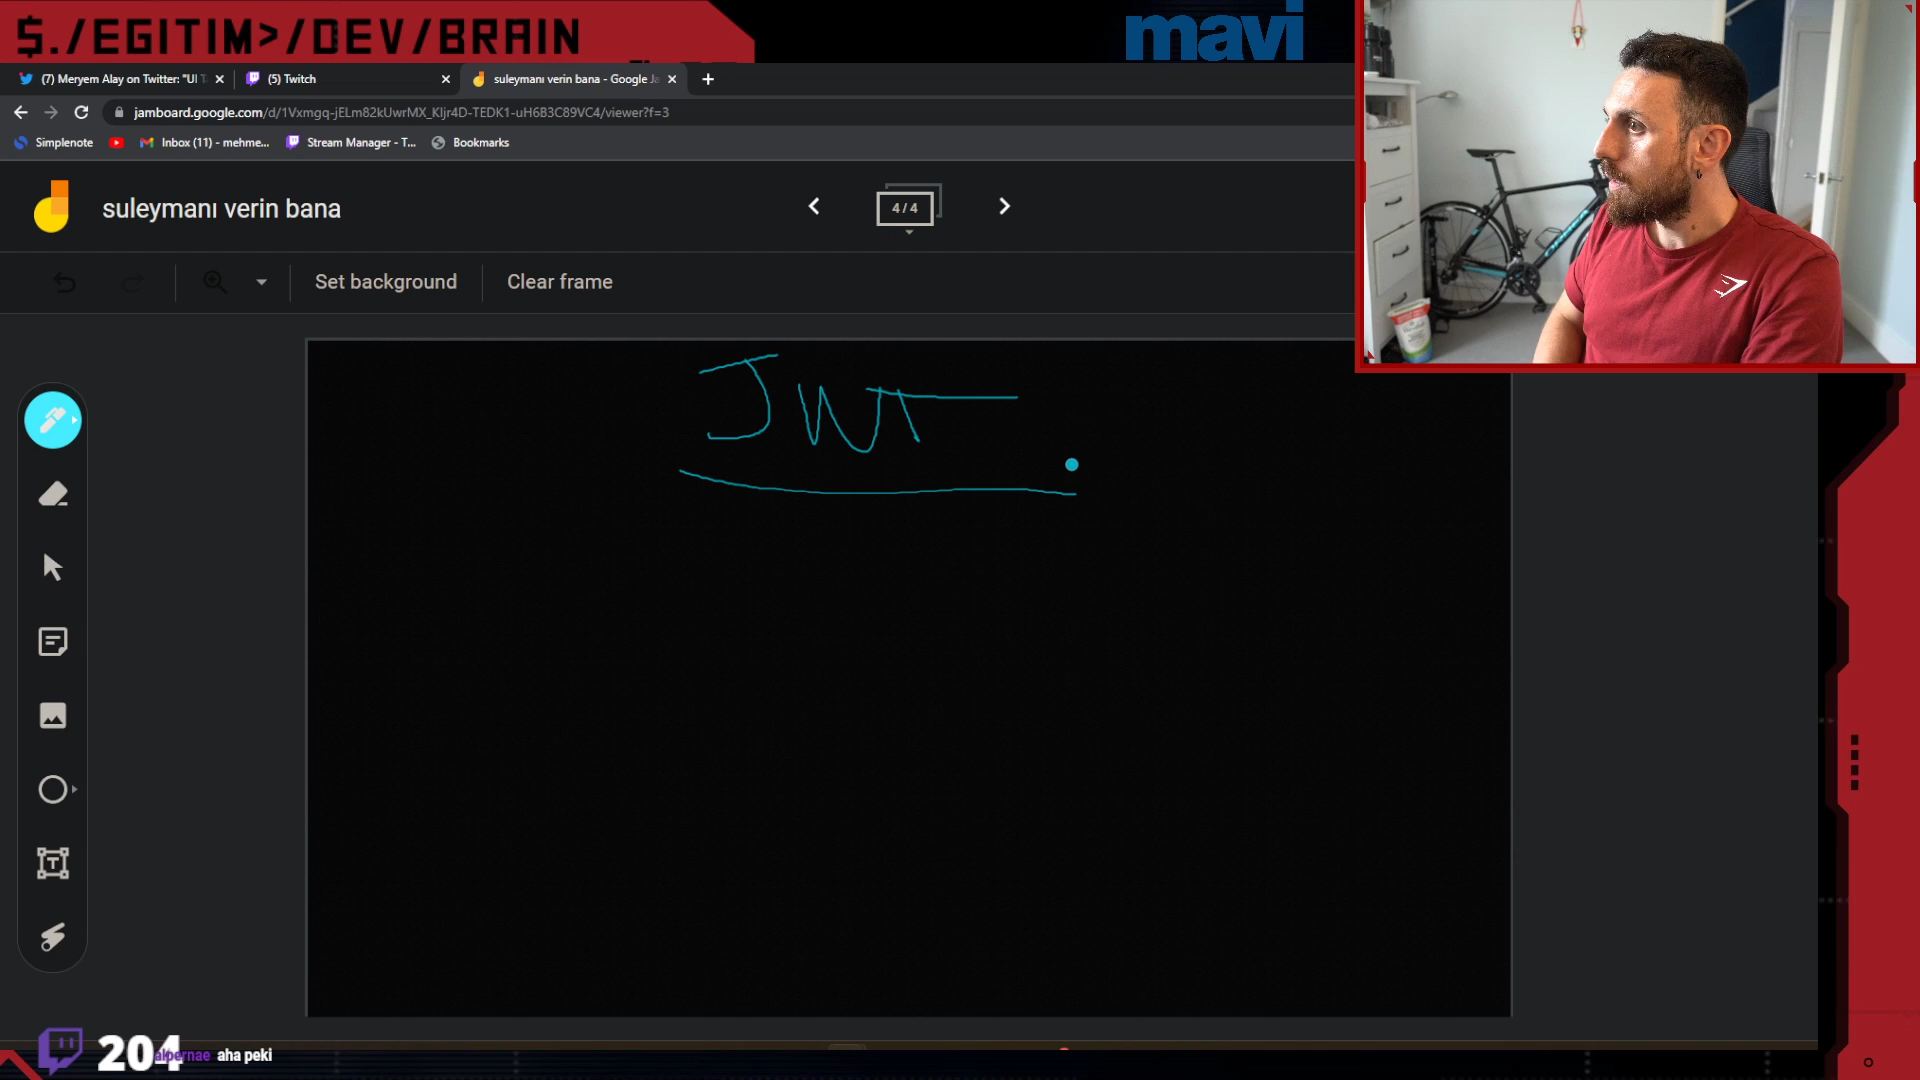 $./EGITIM>/DEV/BRAIN
mavi
(7) Meryem Alay on Twitter: "UI T
(5) Twitch
suleymanı verin bana - Google Ja
jamboard.google.com/d/1Vxmgq-jELm82kUwrMX_KIjr4D-TEDK1-uH6B3C89VC4/viewer?f=3
Simplenote
Inbox (11) - mehme...
Stream Manager - T...
Bookmarks
suleymanı verin bana
4 / 4
Set background
Clear frame
JWT
204
alpernae aha peki